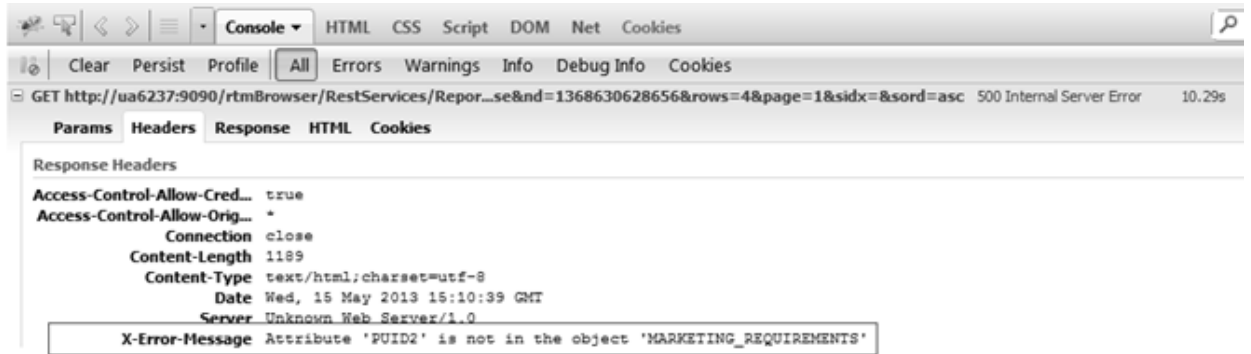 Console HTML CSS Script DOM Net Cookies
Clear Persist Profile All Errors Warnings Info Debug Info Cookies
GET http://ua6237:9090/rtmBrowser/RestServices/Repor...se&nd=1368630628656&rows=4&page=1&sidx=&sord=asc 500 Internal Server Error 10.29s
Params Headers Response HTML Cookies
Response Headers
Access-Control-Allow-Cred... true
Access-Control-Allow-Orig... *
Connection close
Content-Length 1189
Content-Type text/html;charset=utf-8
Date Wed, 15 May 2013 15:10:39 GMT
Server Unknown Web Server/1.0
X-Error-Message Attribute 'PUID2' is not in the object 'MARKETING_REQUIREMENTS'